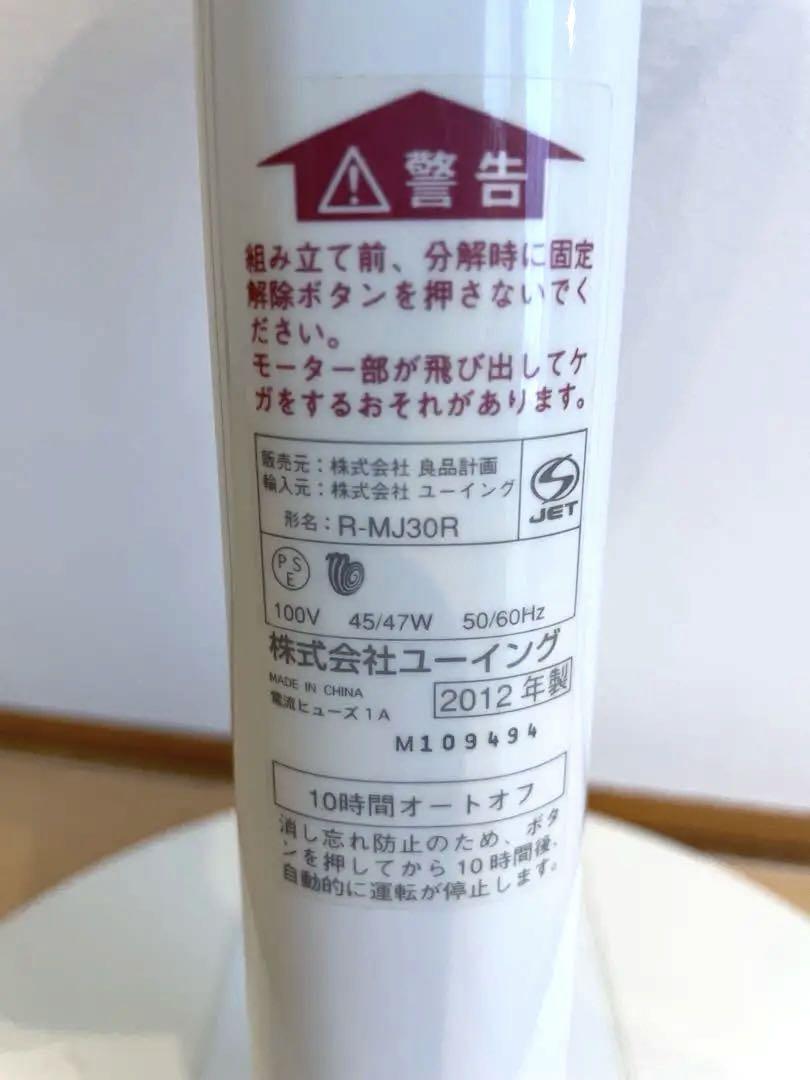 警告
組み立て前、分解時に固定
解除ボタンを押さないでく
ださい。
モーター部が飛び出してケ
ガをするおそれがあります。
販売元：株式会社 良品計画
輸入元：株式会社 ユーイング
形名：R-MJ30R
JET
PSE
100V 45/47W 50/60Hz
株式会社ユーイング
MADE IN CHINA
2012年製
電流ヒューズ1A
M109494
10時間オートオフ
消し忘れ防止のため、ボタ
ンを押してから10時間後、
自動的に運転が停止します。